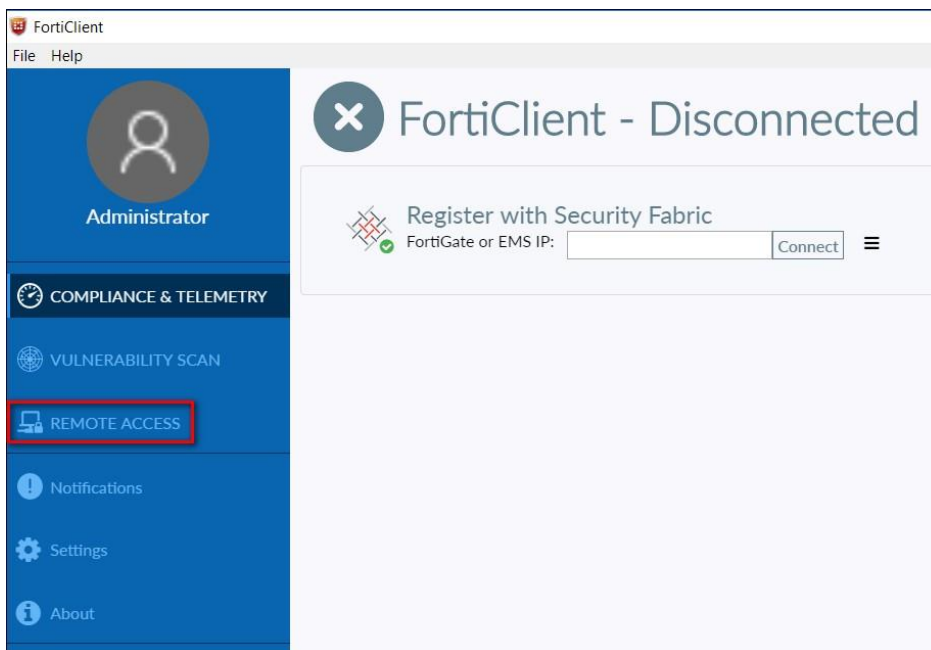 FortiClient
File Help
Administrator
COMPLIANCE & TELEMETRY
VULNERABILITY SCAN
REMOTE ACCESS
Notifications
Settings
About
FortiClient - Disconnected
Register with Security Fabric
FortiGate or EMS IP:
Connect